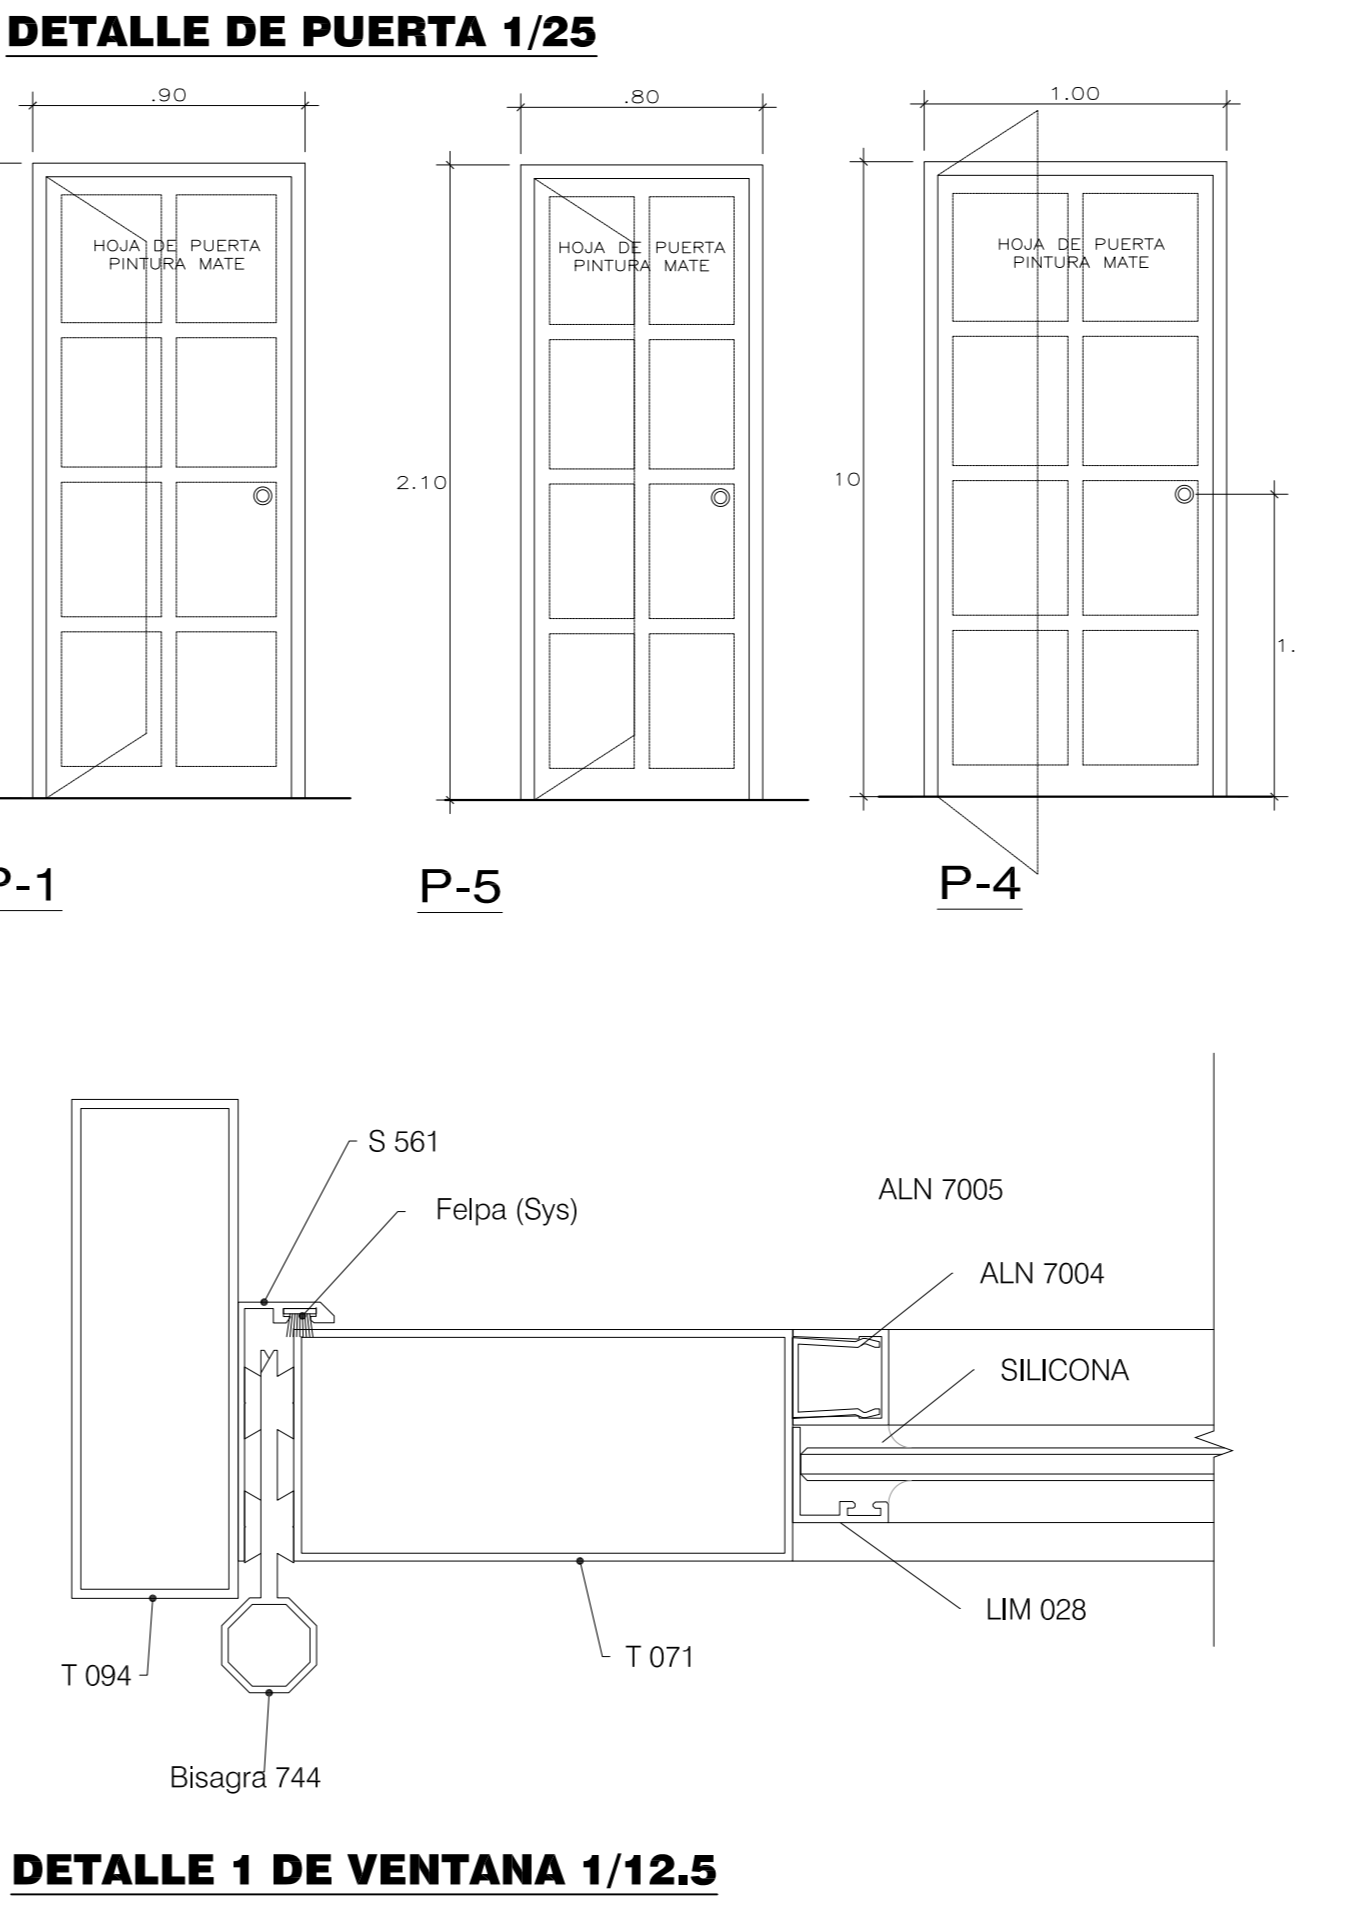 DETALLE DE PUERTA 1/25
.90
.80
1.00
HOJA DE PUERTA
PINTURA MATE
HOJA DE PUERTA
PINTURA MATE
HOJA DE PUERTA
PINTURA MATE
2.10
10
1.
P-1
P-5
P-4
S 561
Felpa (Sys)
ALN 7005
ALN 7004
SILICONA
LIM 028
T 071
T 094
Bisagra 744
DETALLE 1 DE VENTANA 1/12.5